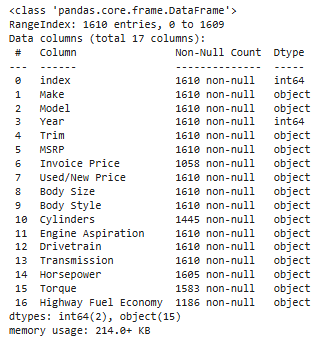 <class 'pandas.core.frame.DataFrame'>
RangeIndex: 1610 entries, 0 to 1609
Data columns (total 17 columns):
 #   Column                Non-Null Count  Dtype
---  ------                --------------  -----
 0   index                 1610 non-null   int64
 1   Make                  1610 non-null   object
 2   Model                 1610 non-null   object
 3   Year                  1610 non-null   int64
 4   Trim                  1610 non-null   object
 5   MSRP                  1610 non-null   object
 6   Invoice Price         1058 non-null   object
 7   Used/New Price        1610 non-null   object
 8   Body Size             1610 non-null   object
 9   Body Style            1610 non-null   object
 10  Cylinders             1445 non-null   object
 11  Engine Aspiration     1610 non-null   object
 12  Drivetrain            1610 non-null   object
 13  Transmission          1610 non-null   object
 14  Horsepower            1605 non-null   object
 15  Torque                1583 non-null   object
 16  Highway Fuel Economy  1186 non-null   object
dtypes: int64(2), object(15)
memory usage: 214.0+ KB